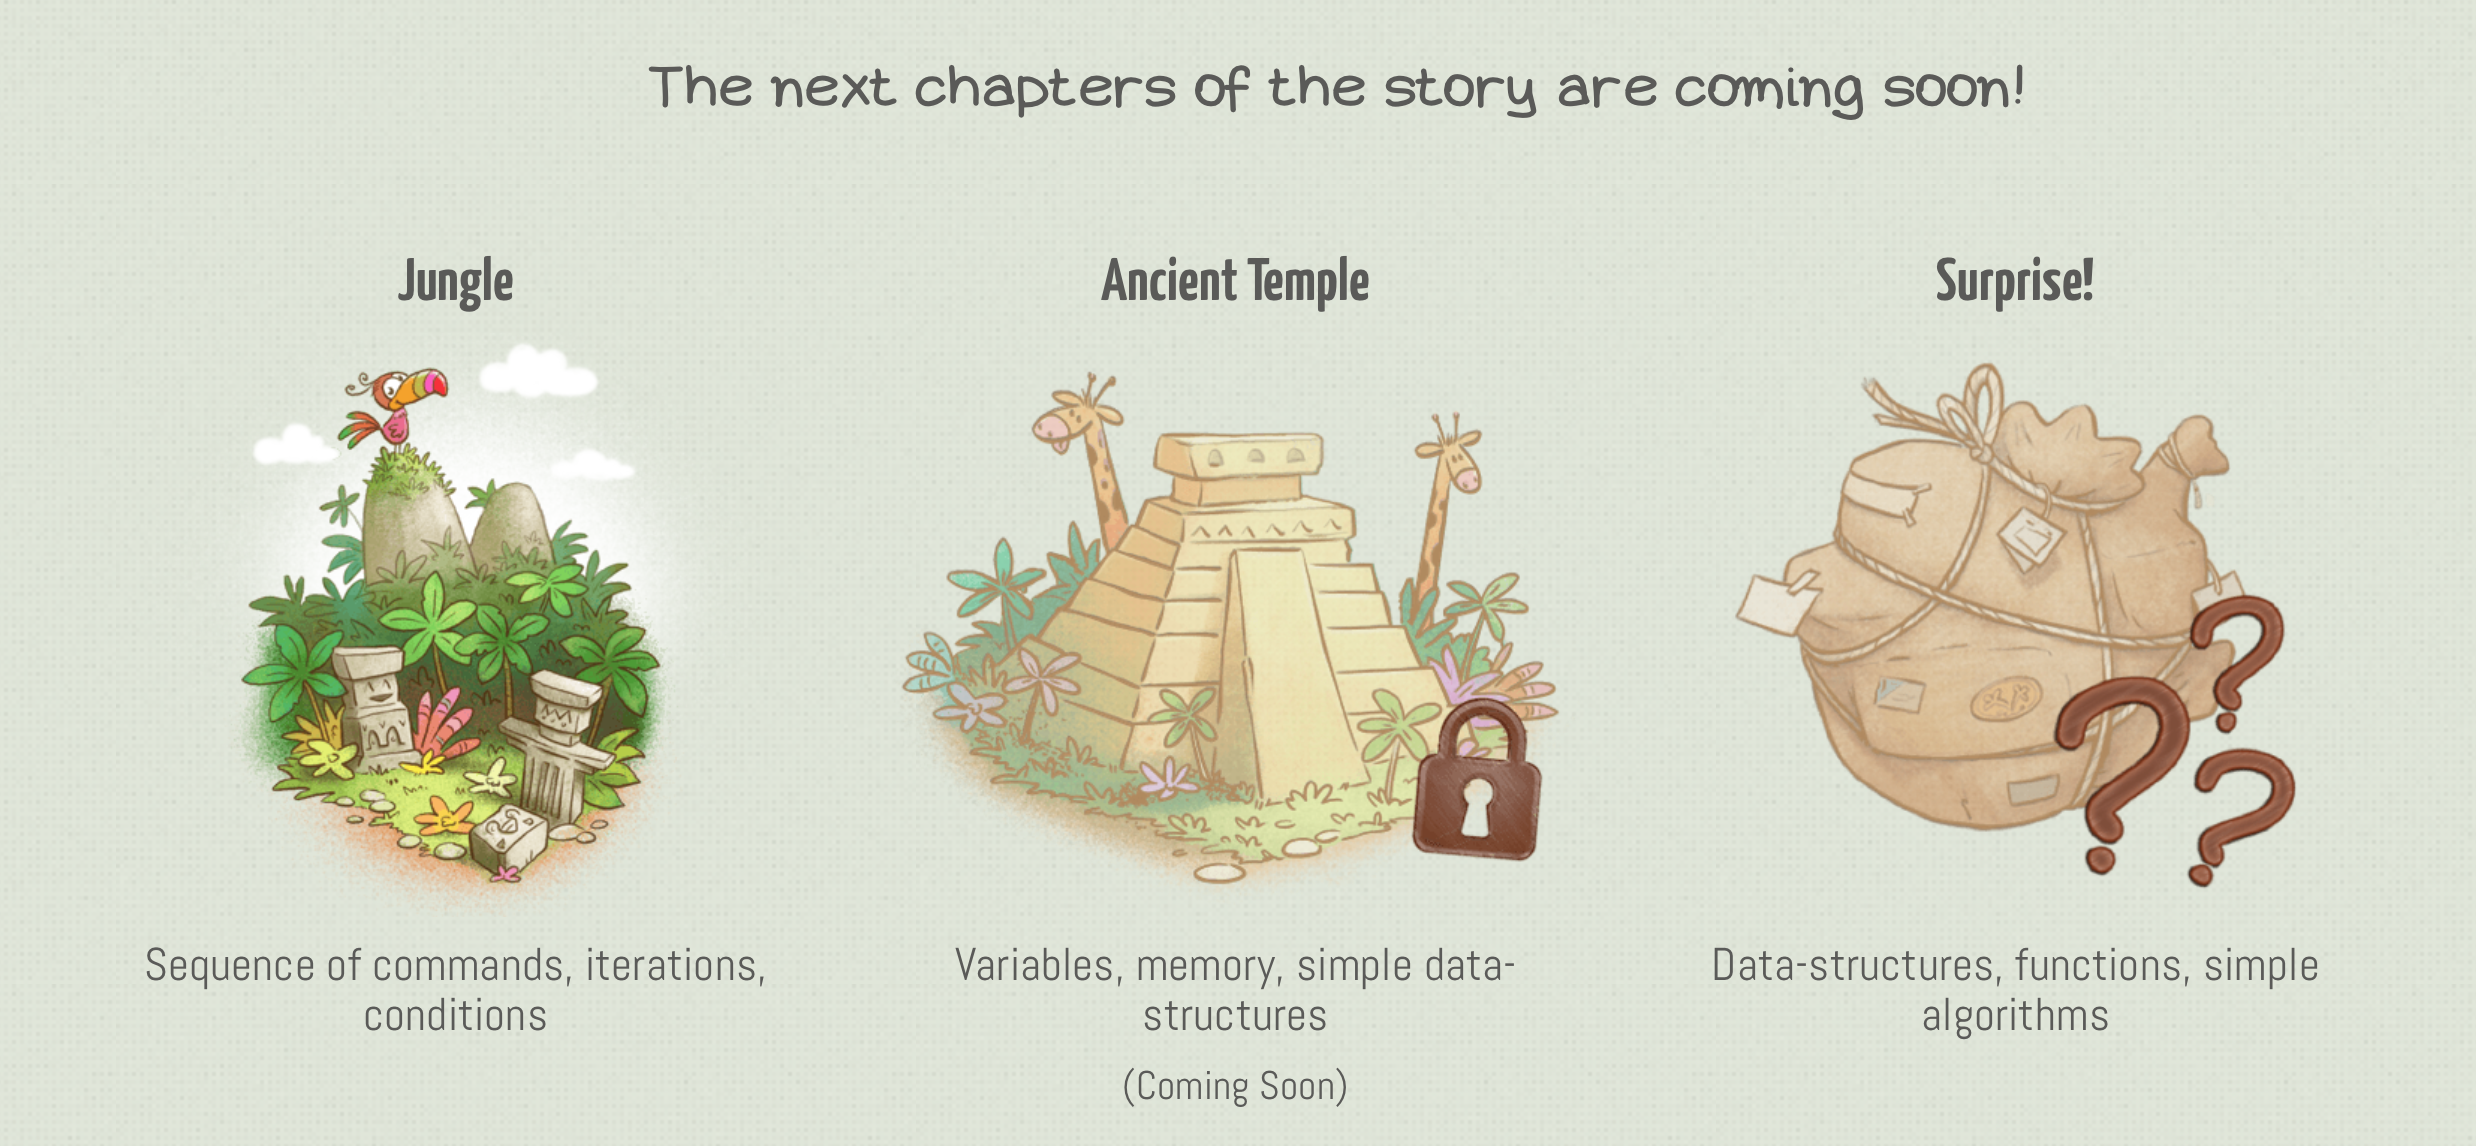 The next chapters of the story are coming soon!
Jungle
Ancient Temple
Surprise!
Sequence of commands, iterations,
conditions
Variables, memory, simple data-
structures
(Coming Soon)
Data-structures, functions, simple
algorithms